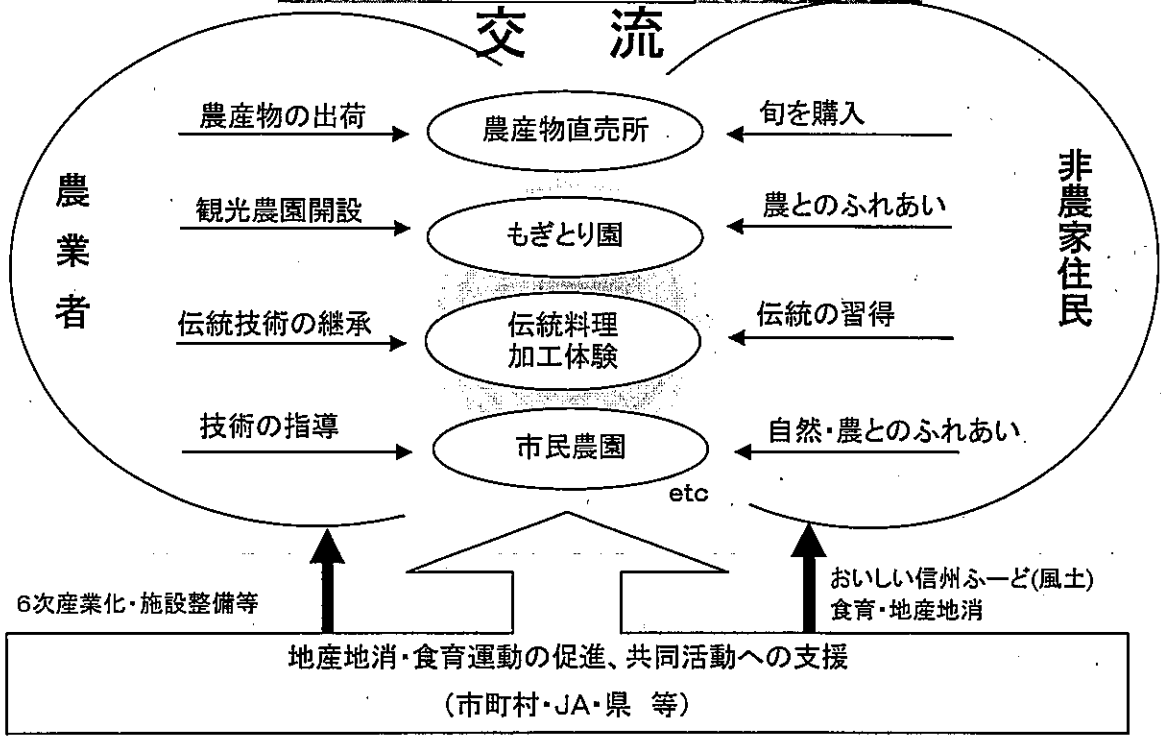 交　流
農業者
非農家住民
農産物の出荷
農産物直売所
旬を購入
観光農園開設
もぎとり園
農とのふれあい
伝統技術の継承
伝統料理
加工体験
伝統の習得
技術の指導
市民農園
自然・農とのふれあい
etc
6次産業化・施設整備等
おいしい信州ふーど(風土)
食育・地産地消
地産地消・食育運動の促進、共同活動への支援
(市町村・JA・県　等)